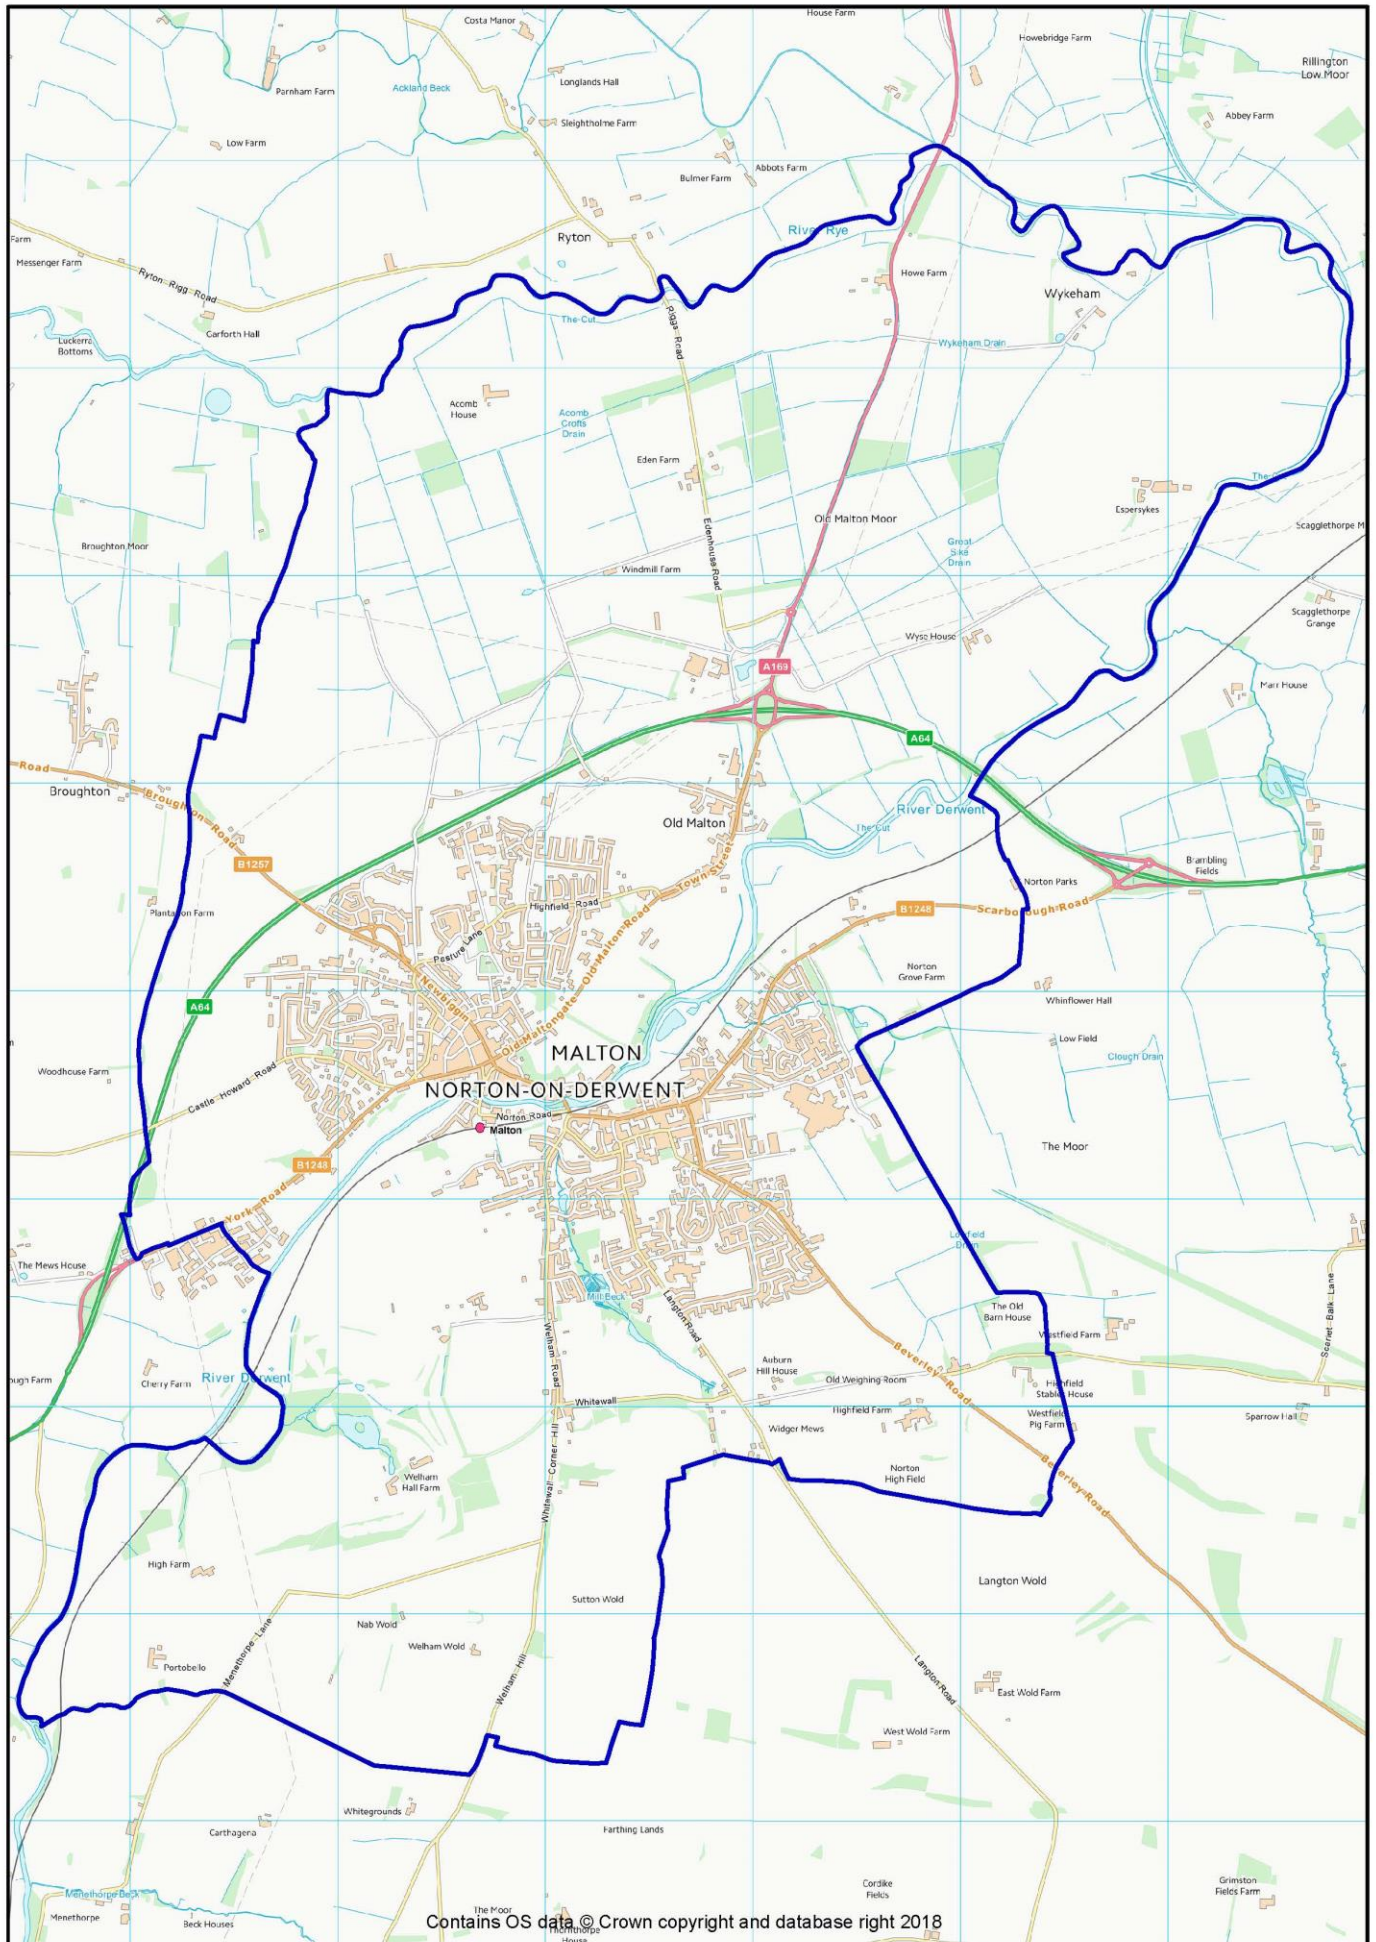 Costa Manor
House Farm
Howebridge Farm
Rillington
Low Moor
Longlands Hall
Parnham Farm
Ackland Beck
Abbey Farm
Sleightholme Farm
Low Farm
Bulmer Farm
Abbots Farm
River Rye
Ryton
Farm
Messenger Farm
Ryton Rigg Road
Howe Farm
Wykeham
The Cut
Rigga Road
Garforth Hall
Luckerra
Bottoms
Wykeham Drain
Acomb
House
Acomb
Crofts
Drain
Eden Farm
The Cut
Espersykes
Old Malton Moor
Edenhouse Road
Scagglethorpe M
Broughton Moor
Great
Sike
Drain
Windmill Farm
Scagglethorpe
Grange
Wyse House
A169
Marr House
A64
Road
Broughton
Broughton Road
River Derwent
Old Malton
The Cut
B1257
Town Street
Brambling
Fields
Norton Parks
Highfield Road
B1248
Scarborough Road
Plantation Farm
Pasture Lane
Old Maltongate
Old Malton Road
Newbiggin
Norton
Grove Farm
Whinflower Hall
A64
Low Field
MALTON
Clough Drain
Woodhouse Farm
Castle Howard Road
NORTON-ON-DERWENT
Norton Road
Malton
The Moor
B1248
York Road
Lowfield
Drain
The Mews House
Mill Beck
Langton Road
The Old
Barn House
Scarlet Balk Lane
Westfield Farm
Welham Road
Beverley Road
Auburn
Hill House
Old Weighing Room
ough Farm
Cherry Farm
River Derwent
Highfield
Stables House
Whitewall
Highfield Farm
Westfield
Pig Farm
Sparrow Hall
Widger Mews
Whitewall Corner Hill
Norton
High Field
Welham
Hall Farm
Beverley Road
High Farm
Langton Wold
Sutton Wold
Nab Wold
Menethorpe Lane
Welham Wold
Portobello
Welham Hill
Langton Road
East Wold Farm
West Wold Farm
Whitegrounds
Carthagena
Farthing Lands
Menethorpe Beck
Cordike
Fields
Grimston
Fields Farm
Menethorpe
Beck Houses
The Moor
Contains OS data © Crown copyright and database right 2018
Thornthorpe
House